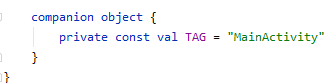 companion object {
    private const val TAG = "MainActivity"
}
}